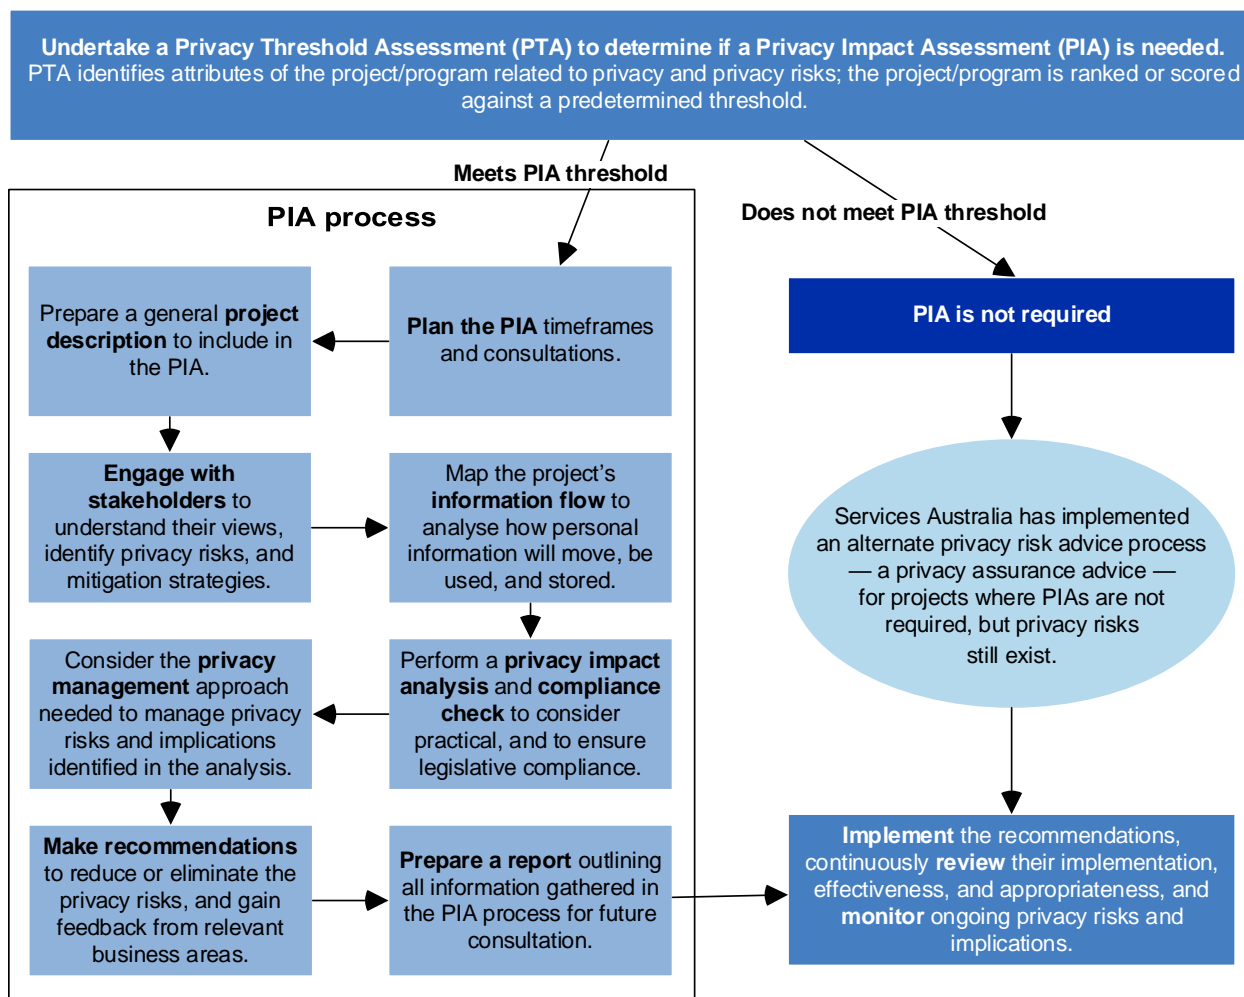 Undertake a Privacy Threshold Assessment (PTA) to determine if a Privacy Impact Assessment (PIA) is needed.
PTA identifies attributes of the project/program related to privacy and privacy risks; the project/program is ranked or scored
against a predetermined threshold.
Meets PIA threshold
Does not meet PIA threshold
PIA process
Plan the PIA timeframes
and consultations.
Prepare a general project
description to include in
the PIA.
Engage with
stakeholders to
understand their views,
identify privacy risks, and
mitigation strategies.
Map the project’s
information flow to
analyse how personal
information will move, be
used, and stored.
Perform a privacy impact
analysis and compliance
check to consider
practical, and to ensure
legislative compliance.
Consider the privacy
management approach
needed to manage privacy
risks and implications
identified in the analysis.
Make recommendations
to reduce or eliminate the
privacy risks, and gain
feedback from relevant
business areas.
Prepare a report outlining
all information gathered in
the PIA process for future
consultation.
PIA is not required
Services Australia has implemented
an alternate privacy risk advice process
— a privacy assurance advice —
for projects where PIAs are not
required, but privacy risks
still exist.
Implement the recommendations,
continuously review their implementation,
effectiveness, and appropriateness, and
monitor ongoing privacy risks and
implications.